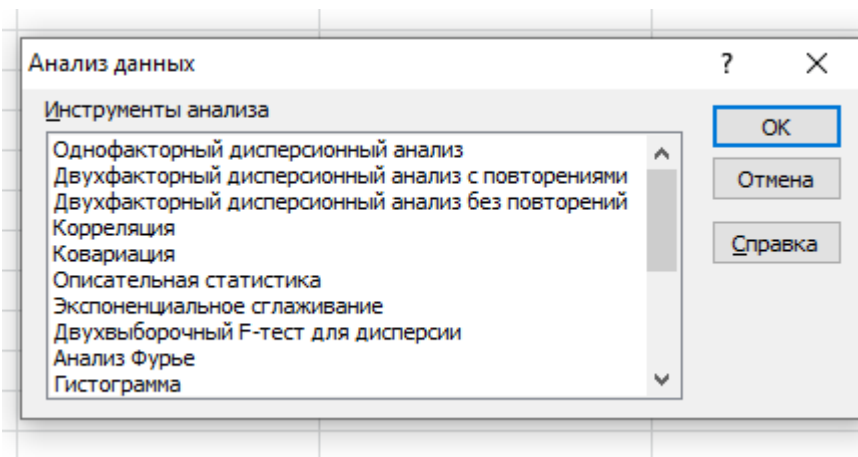 Анализ данных ? ×
Инструменты анализа
Однофакторный дисперсионный анализ
Двухфакторный дисперсионный анализ с повторениями
Двухфакторный дисперсионный анализ без повторений
Корреляция
Ковариация
Описательная статистика
Экспоненциальное сглаживание
Двухвыборочный F-тест для дисперсии
Анализ Фурье
Гистограмма
ОК
Отмена
Справка